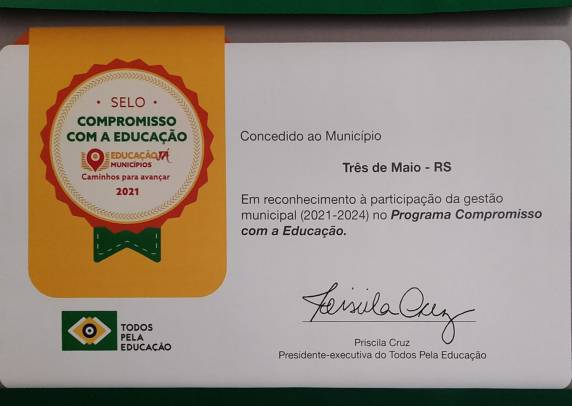 • SELO •
COMPROMISSO
COM A EDUCAÇÃO
EDUCAÇÃO JÁ
MUNICÍPIOS
Caminhos para avançar
2021
TODOS
PELA
EDUCAÇÃO
Concedido ao Município
Três de Maio - RS
Em reconhecimento à participação da gestão
municipal (2021-2024) no Programa Compromisso
com a Educação.
Priscila Cruz
Priscila Cruz
Presidente-executiva do Todos Pela Educação